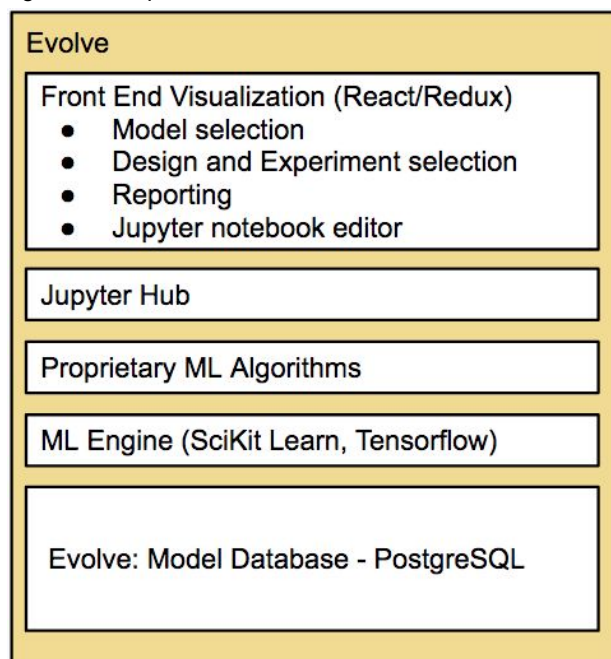 Evolve
Front End Visualization (React/Redux)
● Model selection
● Design and Experiment selection
● Reporting
● Jupyter notebook editor
Jupyter Hub
Proprietary ML Algorithms
ML Engine (SciKit Learn, Tensorflow)
Evolve: Model Database - PostgreSQL